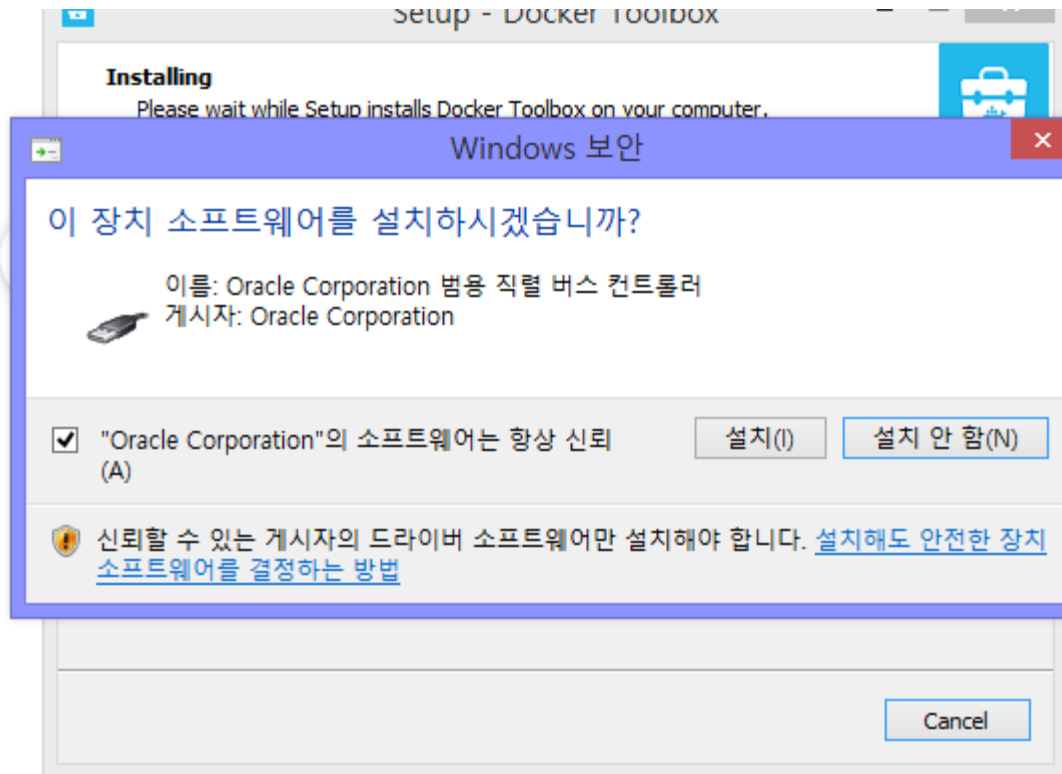 Setup - Docker Toolbox
Installing
Please wait while Setup installs Docker Toolbox on your computer.
Windows 보안
이 장치 소프트웨어를 설치하시겠습니까?
이름: Oracle Corporation 범용 직렬 버스 컨트롤러
게시자: Oracle Corporation
"Oracle Corporation"의 소프트웨어는 항상 신뢰
(A)
설치(I)
설치 안 함(N)
신뢰할 수 있는 게시자의 드라이버 소프트웨어만 설치해야 합니다. 설치해도 안전한 장치
소프트웨어를 결정하는 방법
Cancel